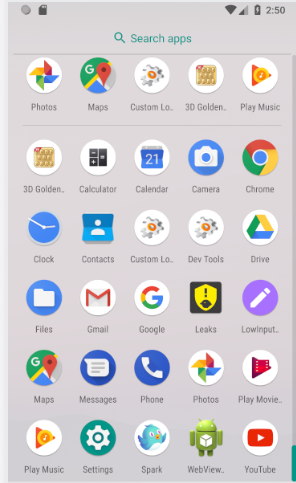 2:50
Search apps
Photos Maps Custom Lo.. 3D Golden.. Play Music
3D Golden.. Calculator Calendar Camera Chrome
21
Clock Contacts Custom Lo.. Dev Tools Drive
Files Gmail Google Leaks LowInput..
Maps Messages Phone Photos Play Movie..
Play Music Settings Spark WebView.. YouTube